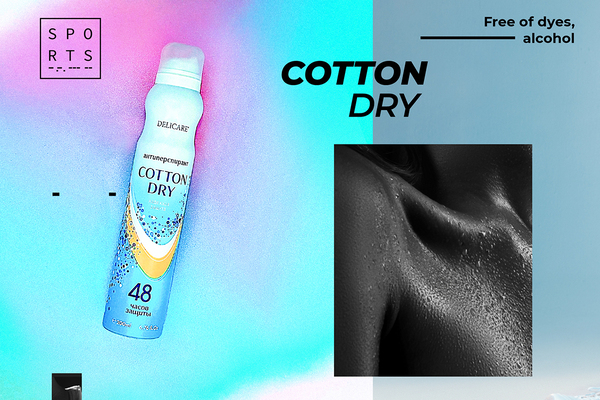 SPO
RTS
Free of dyes,
alcohol
COTTON
DRY
DELICARE
антиперспирант
COTTON
DRY
48
часов
защиты